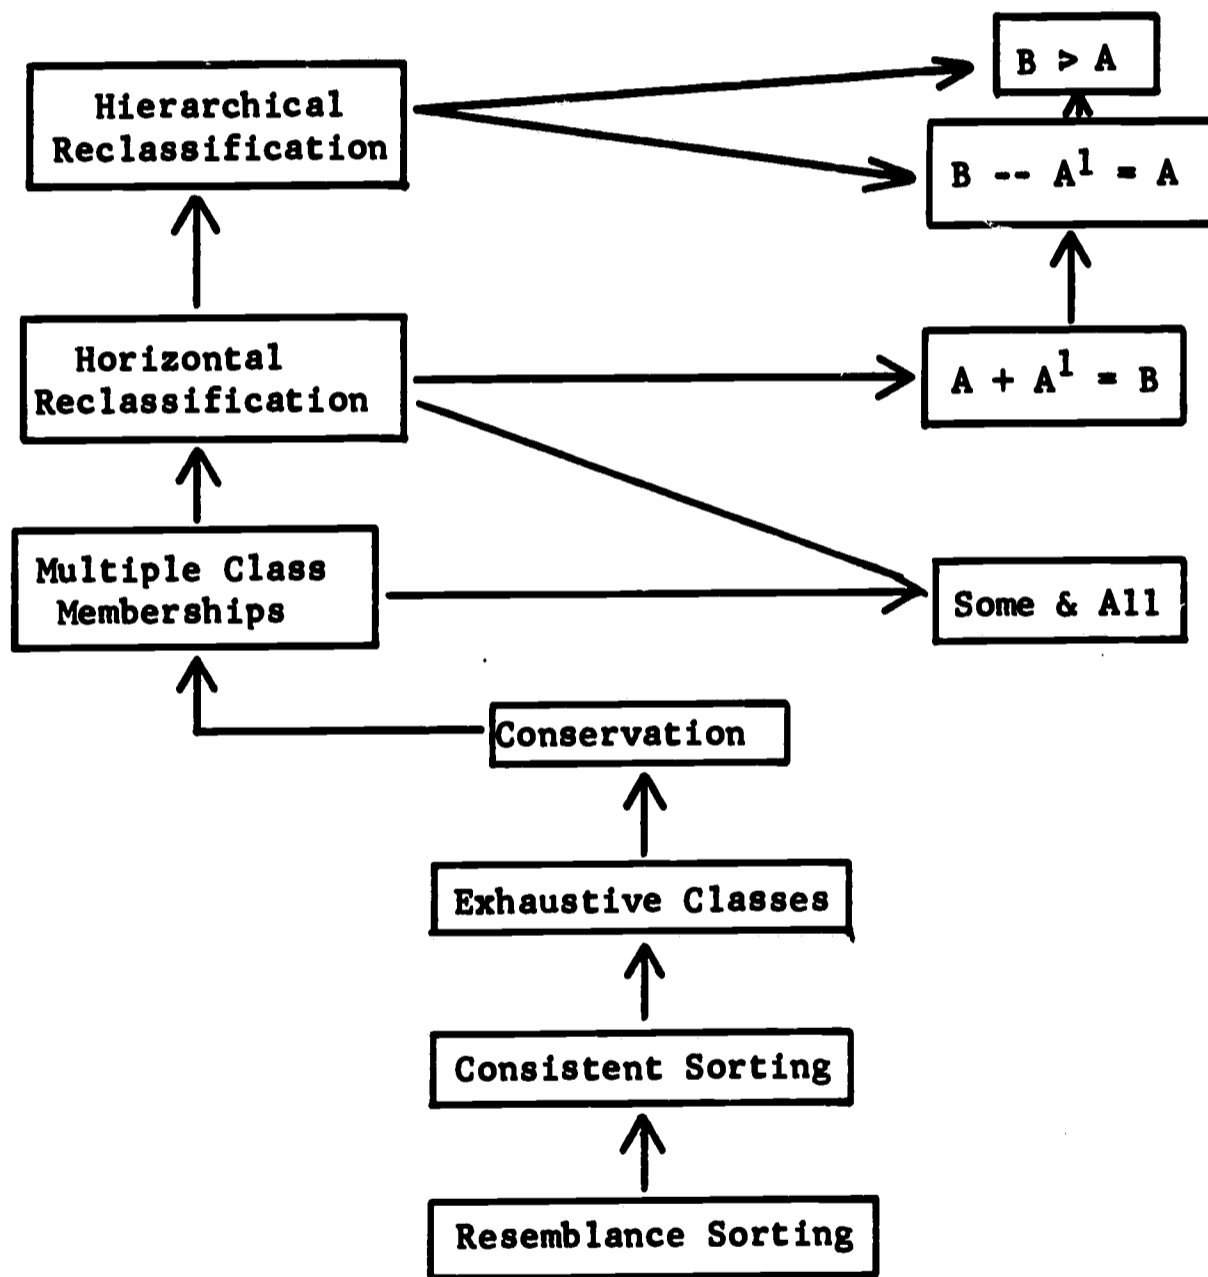 B > A
Hierarchical
Reclassification
B -- A¹ = A
Horizontal
Reclassification
A + A¹ = B
Multiple Class
Memberships
Some & All
Conservation
Exhaustive Classes
Consistent Sorting
Resemblance Sorting